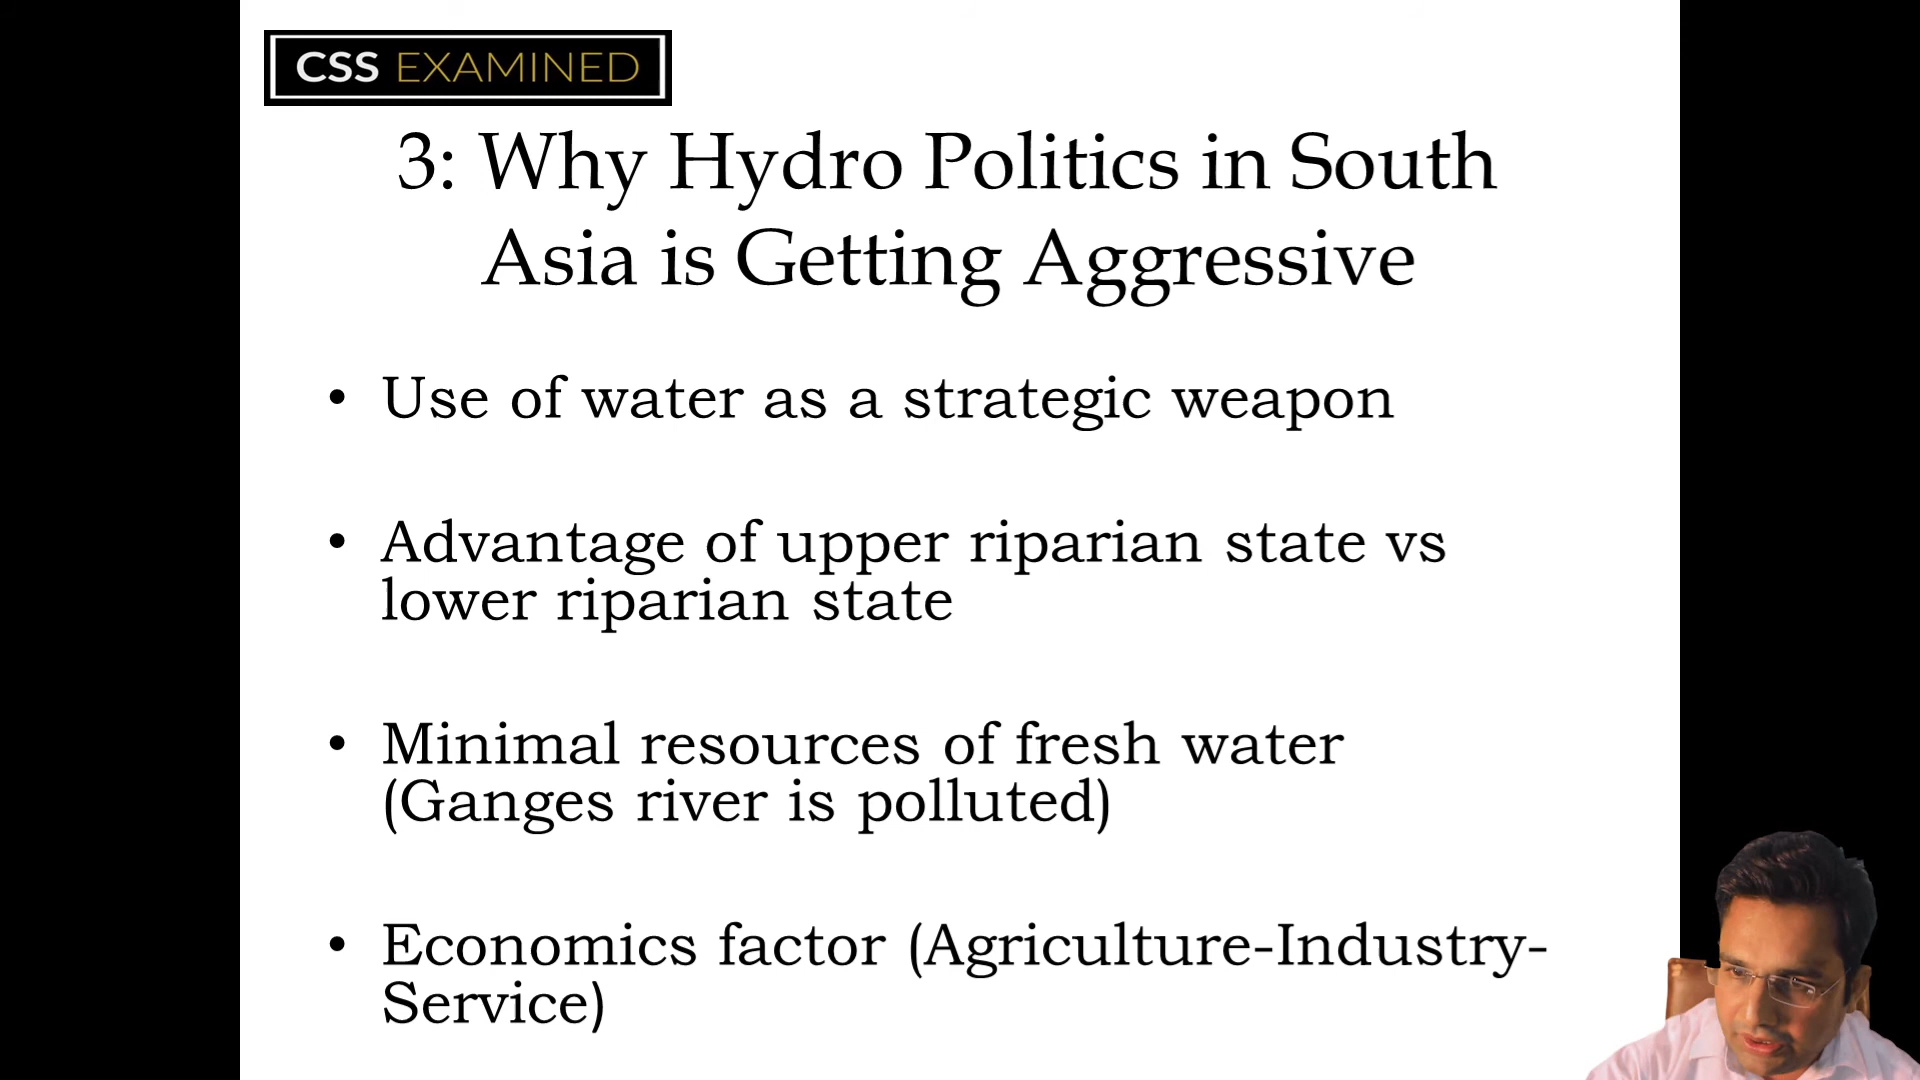 CSS EXAMINED
3: Why Hydro Politics in South
Asia is Getting Aggressive
• Use of water as a strategic weapon
• Advantage of upper riparian state vs
lower riparian state
• Minimal resources of fresh water
(Ganges river is polluted)
• Economics factor (Agriculture-Industry-
Service)